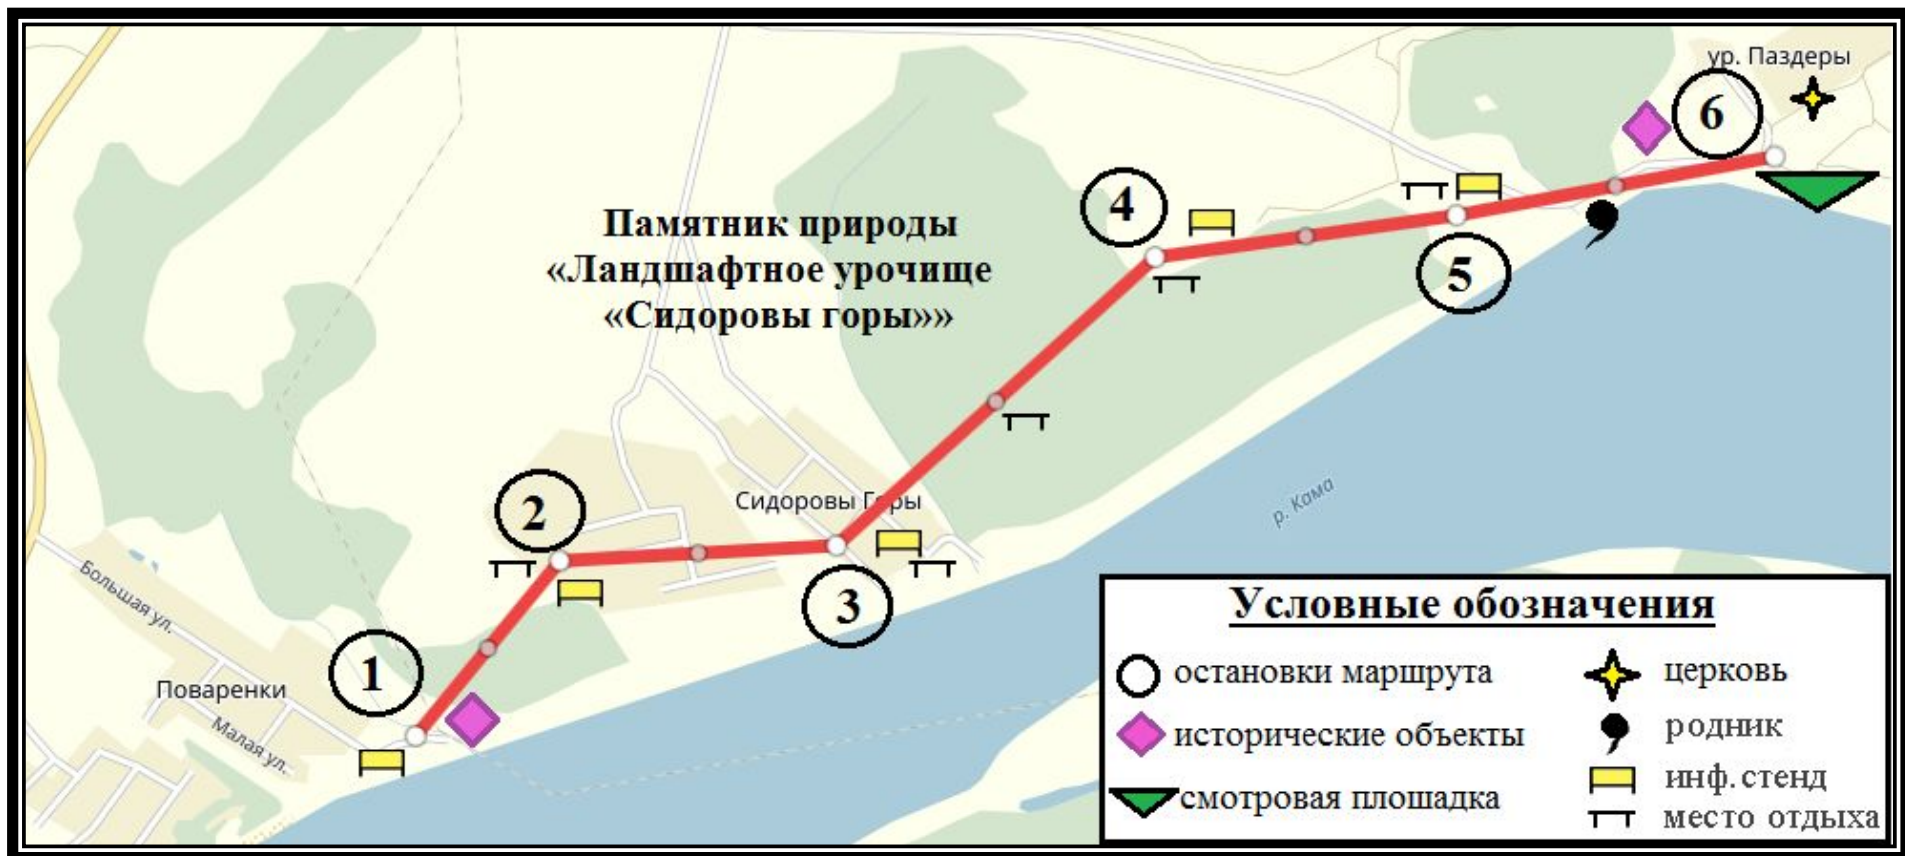 ур. Паздеры
6
4
Памятник природы
«Ландшафтное урочище
«Сидоровы горы»»
5
2
Сидоровы Горы
р. Кама
3
Большая ул.
1
Поваренки
Малая ул.
Условные обозначения
остановки маршрута
исторические объекты
смотровая плошадка
церковь
родник
инф.стенд
место отдыха